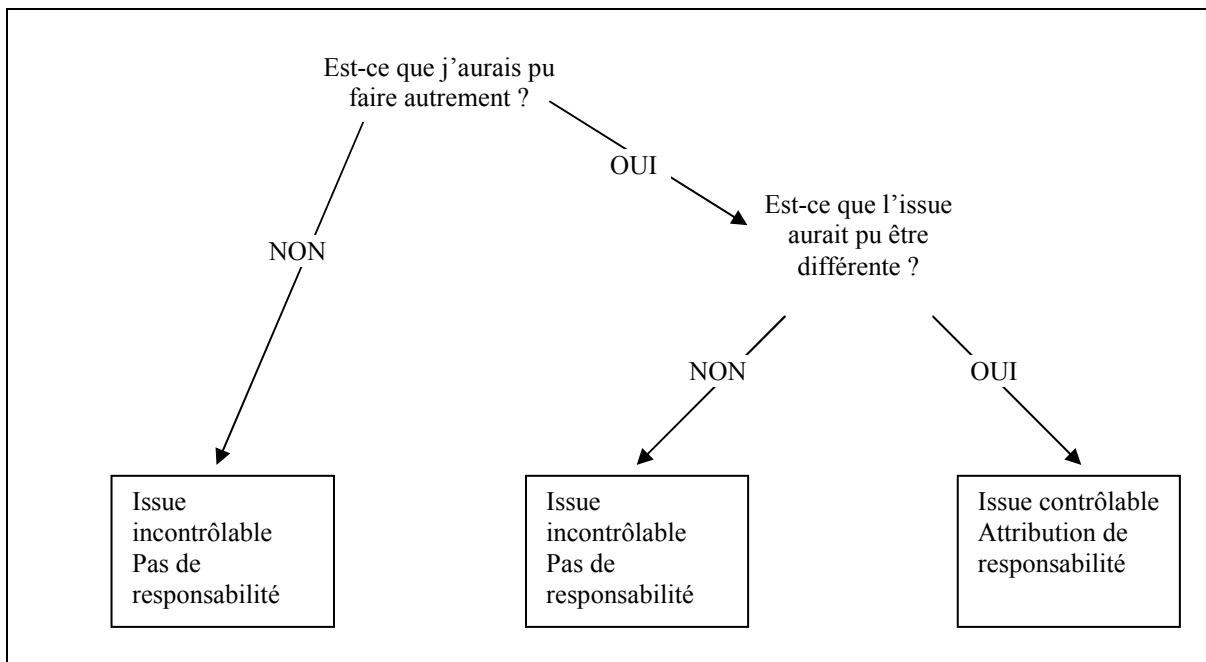 Est-ce que j’aurais pu
faire autrement ?
OUI
Est-ce que l’issue
aurait pu être
différente ?
NON
NON
OUI
Issue
incontrôlable
Pas de
responsabilité
Issue
incontrôlable
Pas de
responsabilité
Issue contrôlable
Attribution de
responsabilité